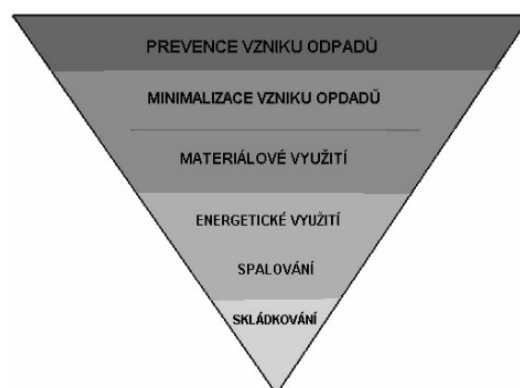 PREVENCE VZNIKU ODPADŮ
MINIMALIZACE VZNIKU OPDADŮ
MATERIÁLOVÉ VYUŽITÍ
ENERGETICKÉ VYUŽITÍ
SPALOVÁNÍ
SKLÁDKOVÁNÍ